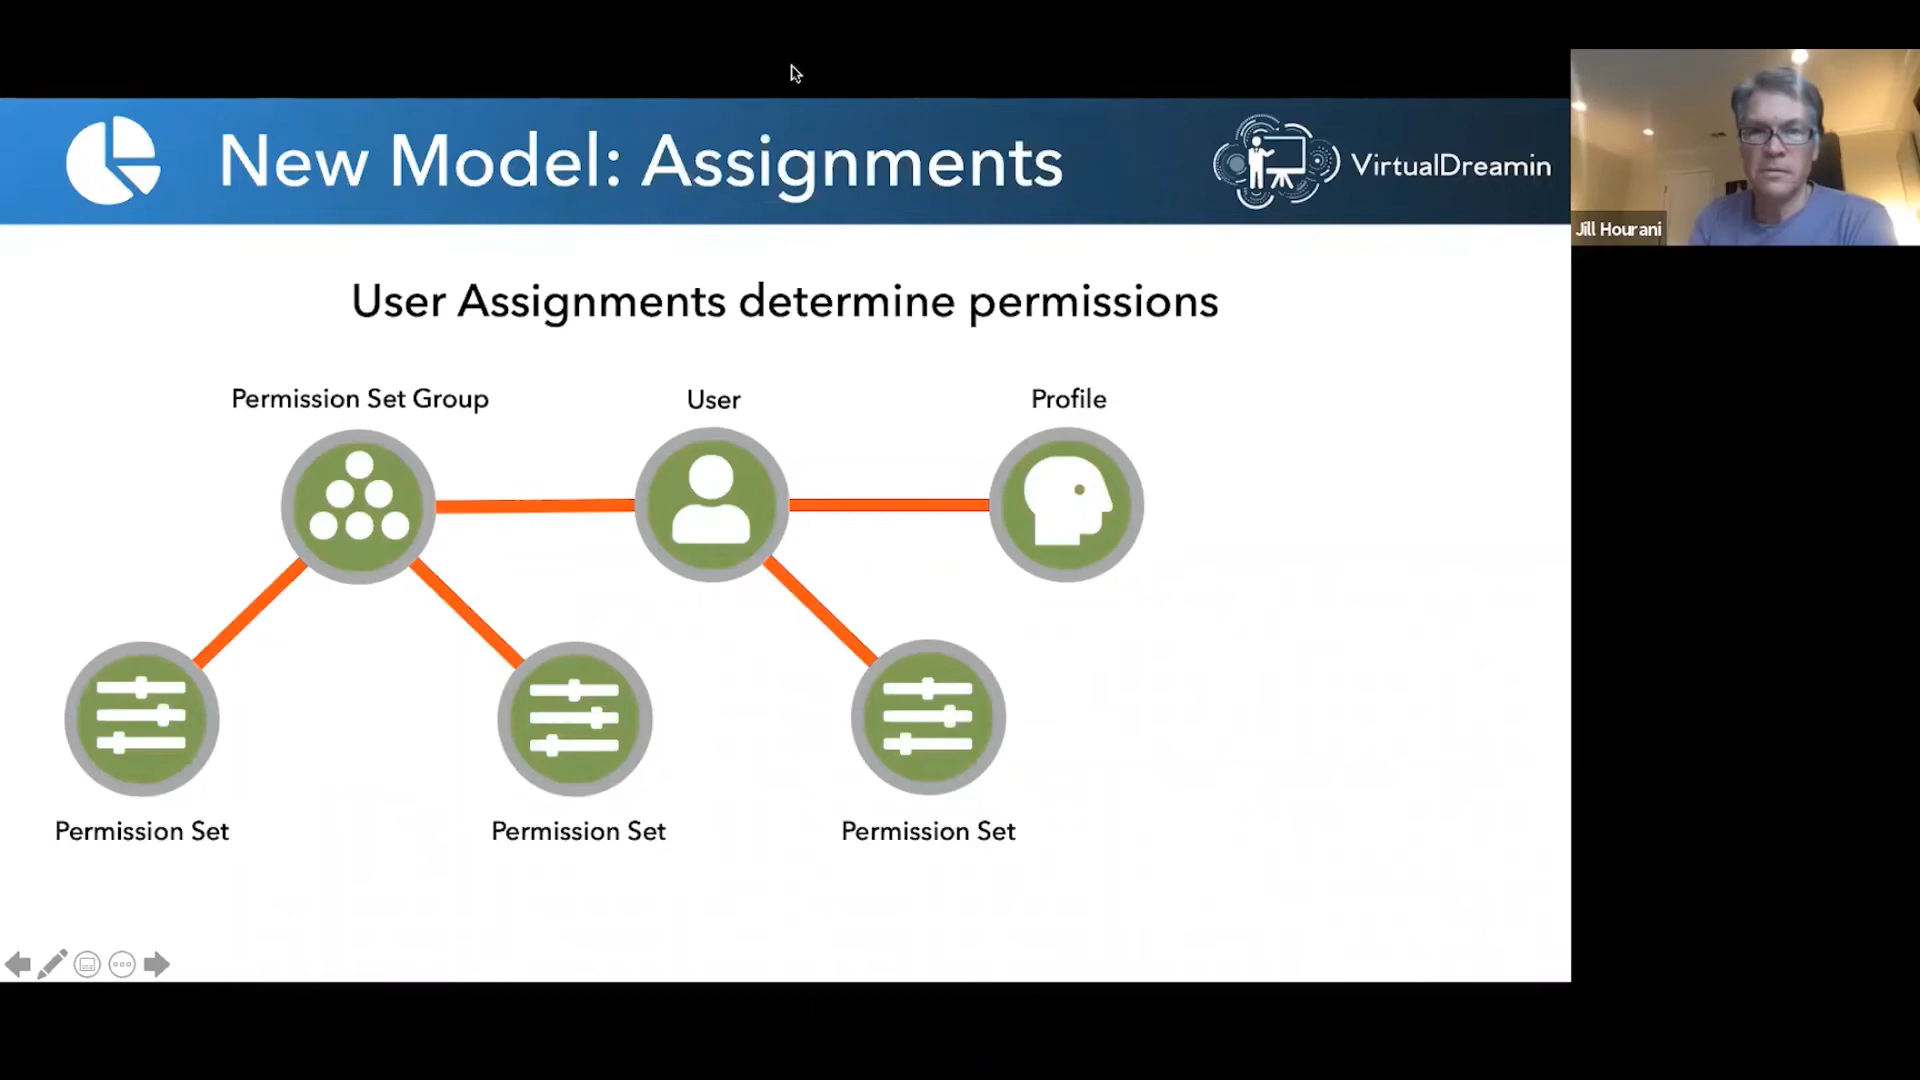 New Model: Assignments
VirtualDreamin
Jill Hourani
User Assignments determine permissions
Permission Set Group
User
Profile
Permission Set
Permission Set
Permission Set